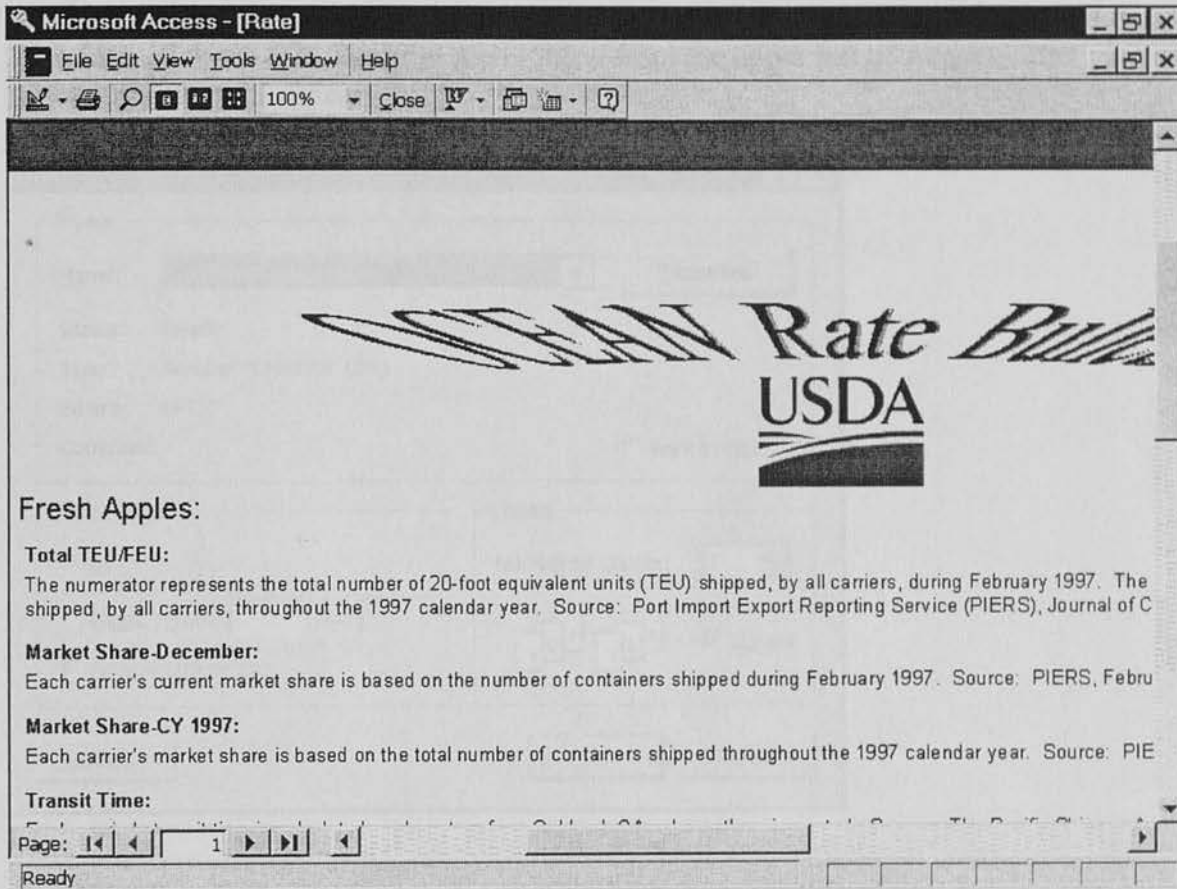 Microsoft Access - [Rate]
File Edit View Tools Window Help
100% Close
OCEAN Rate
USDA
Fresh Apples:
Total TEU/FEU:
The numerator represents the total number of 20-foot equivalent units (TEU) shipped, by all carriers, during February 1997. The
shipped, by all carriers, throughout the 1997 calendar year. Source: Port Import Export Reporting Service (PIERS), Journal of C
Market Share-December:
Each carrier's current market share is based on the number of containers shipped during February 1997. Source: PIERS, Febru
Market Share-CY 1997:
Each carrier's market share is based on the total number of containers shipped throughout the 1997 calendar year. Source: PIE
Transit Time:
Page: 1
Ready